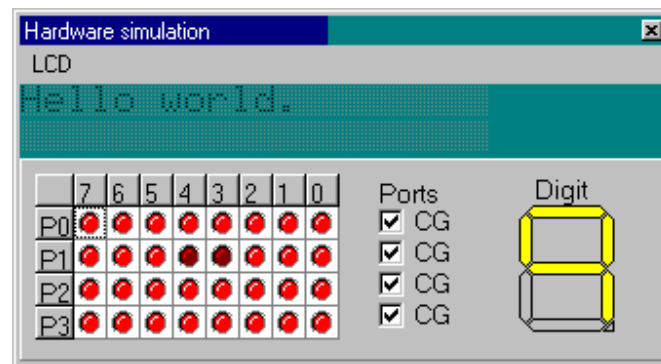 Hardware simulation
LCD
Hello world.
7 6 5 4 3 2 1 0
Ports
Digit
P0
CG
P1
CG
P2
CG
P3
CG